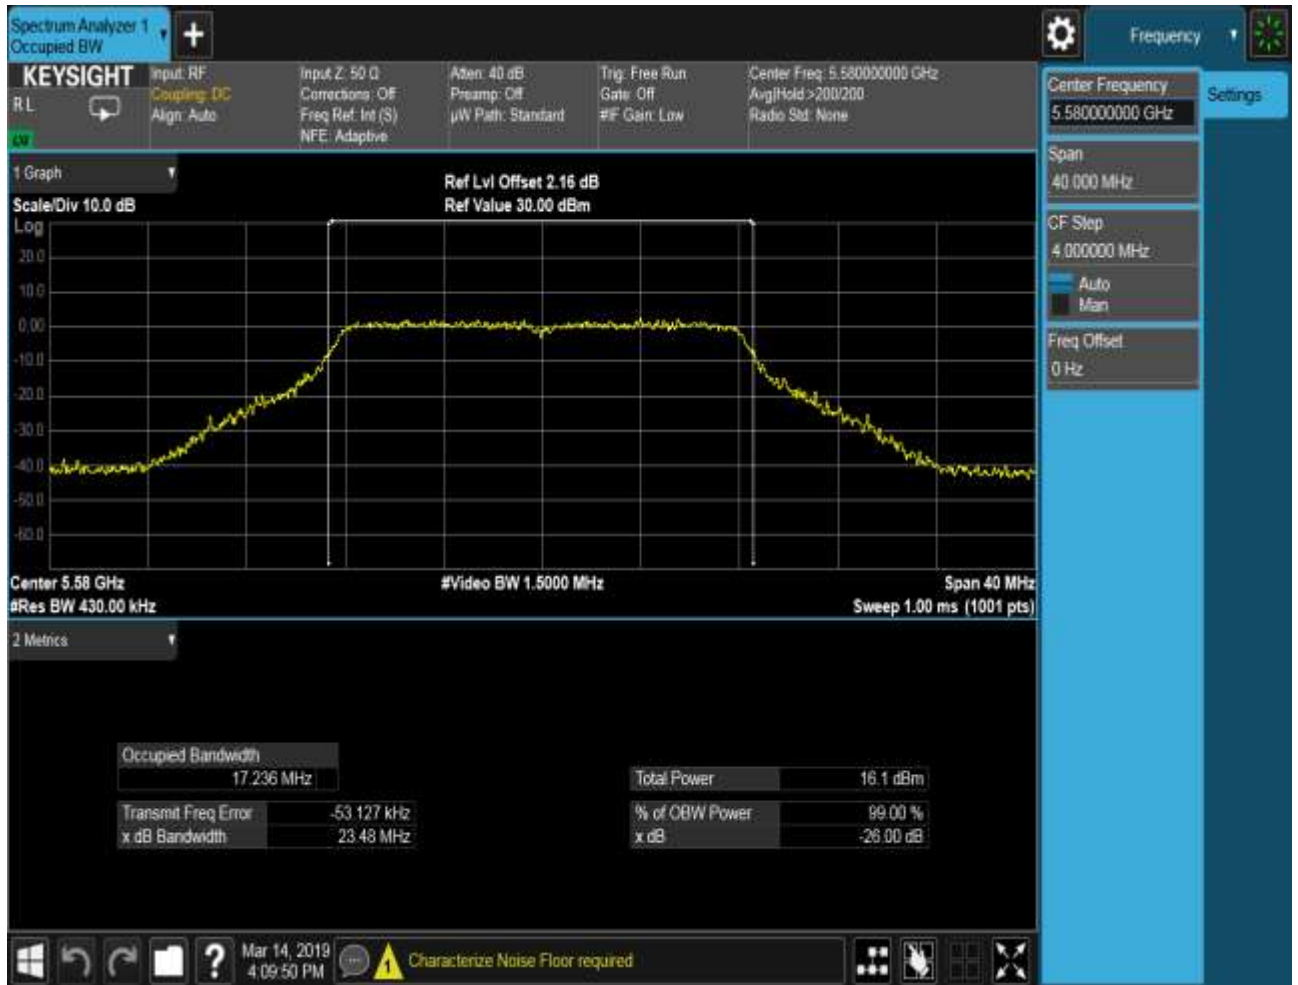 Spectrum Analyzer 1
Occupied BW
Frequency
KEYSIGHT
R L
Input: RF
Coupling: DC
Align: Auto
Input Z: 50 Ω
Corrections: Off
Freq Ref: Int (S)
NFE: Adaptive
Atten: 40 dB
Preamp: Off
µW Path: Standard
Trig: Free Run
Gate: Off
#IF Gain: Low
Center Freq: 5.580000000 GHz
Avg|Hold:>200/200
Radio Std: None
Center Frequency
5.580000000 GHz
Settings
Span
40.000 MHz
CF Step
4.000000 MHz
Auto
Man
Freq Offset
0 Hz
1 Graph
Scale/Div 10.0 dB
Ref Lvl Offset 2.16 dB
Ref Value 30.00 dBm
Log
20.0
10.0
0.00
-10.0
-20.0
-30.0
-40.0
-50.0
-60.0
Center 5.58 GHz
#Res BW 430.00 kHz
#Video BW 1.5000 MHz
Span 40 MHz
Sweep 1.00 ms (1001 pts)
2 Metrics
Occupied Bandwidth
17.236 MHz
Total Power 16.1 dBm
Transmit Freq Error -53.127 kHz
% of OBW Power 99.00 %
x dB Bandwidth 23.48 MHz
x dB -26.00 dB
Mar 14, 2019
4:09:50 PM
1
Characterize Noise Floor required